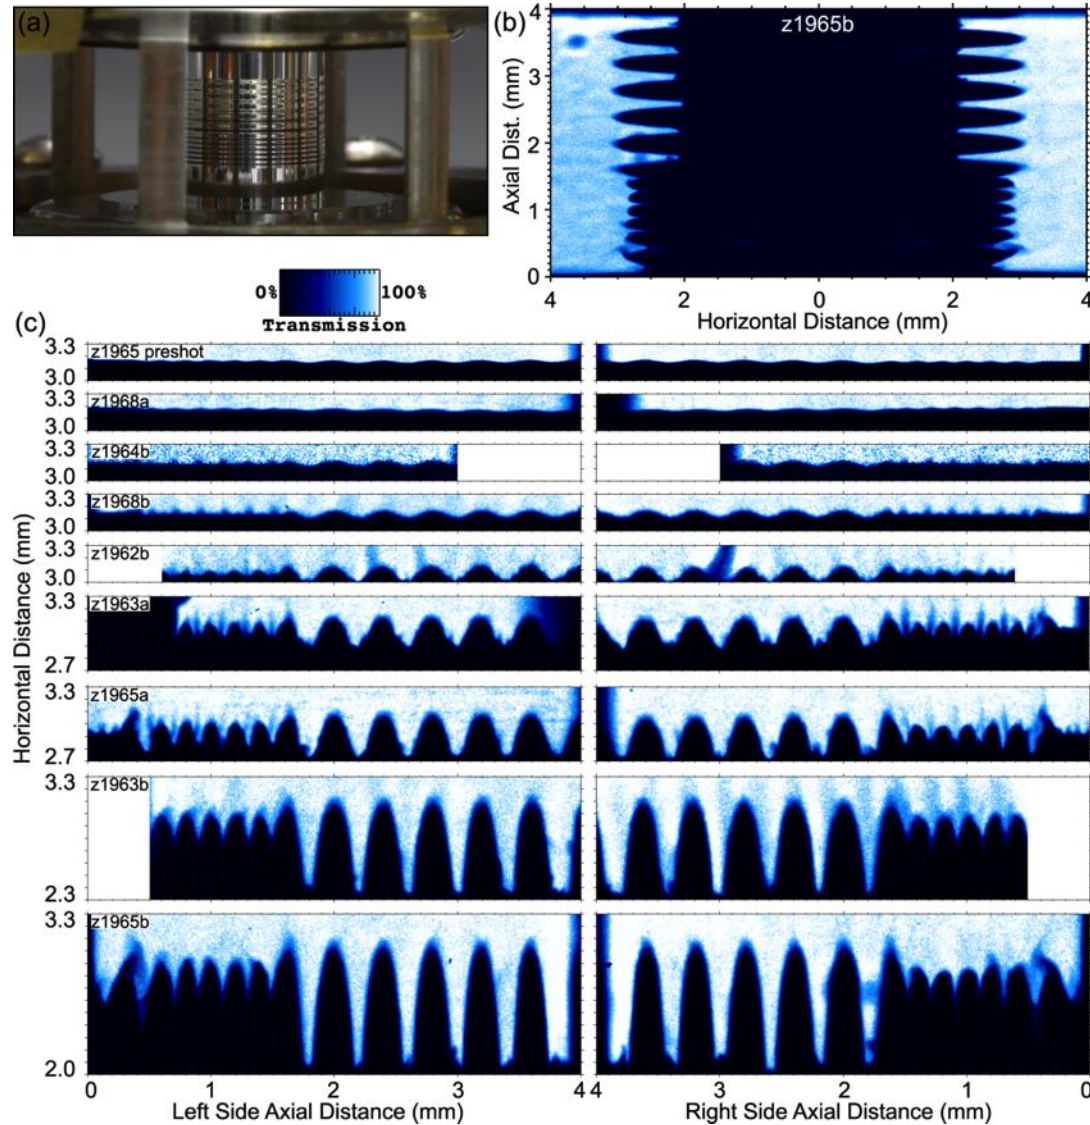 (a)
(b)
z1965b
4
3
2
1
0
Axial Dist. (mm)
4
2
0
2
4
Horizontal Distance (mm)
0%
100%
Transmission
(c)
3.3
z1965 preshot
3.0
3.3
z1968a
3.0
3.3
z1964b
3.0
3.3
z1968b
3.0
3.3
z1962b
3.0
3.3
z1963a
2.7
3.3
z1965a
2.7
3.3
z1963b
2.3
3.3
z1965b
2.0
Horizontal Distance (mm)
0
1
2
3
4
4
3
2
1
0
Left Side Axial Distance (mm)
Right Side Axial Distance (mm)